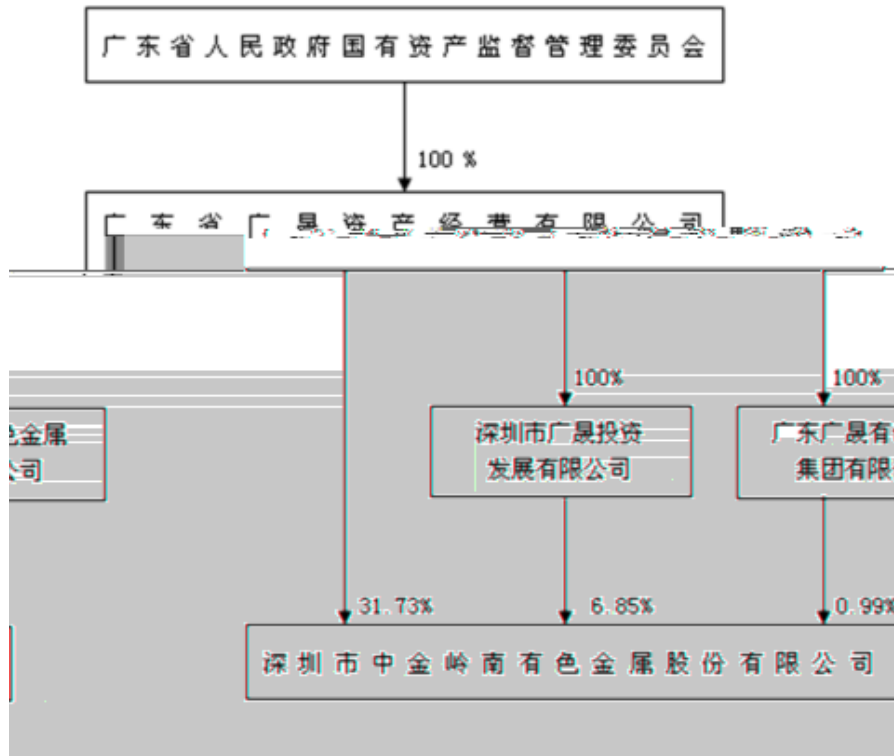 广东省人民政府国有资产监督管理委员会
100 %
广东省广晟资产经营有限公司
100%
100%
色金属
公司
深圳市广晟投资
发展有限公司
广东广晟有
集团有限
31.73%
6.85%
0.99%
深圳市中金岭南有色金属股份有限公司